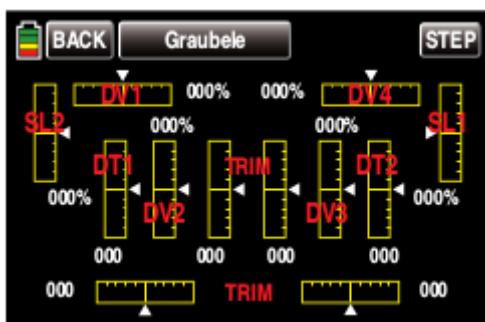 BACK Graubele STEP
DV1 000% 000% DV4
SL2 000% 000% SL1
DT1 TRIM DT2
000% 000%
DV2 DV3
000 000 000 000
000 TRIM 000